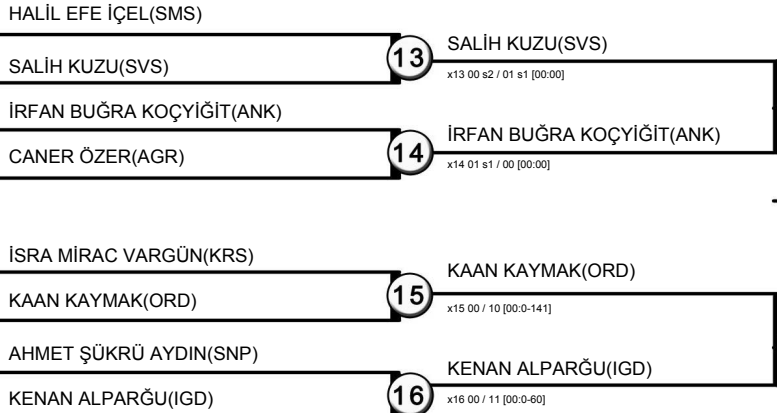 HALİL EFE İÇEL(SMS)
13
SALİH KUZU(SVS)
SALİH KUZU(SVS)
x13 00 s2 / 01 s1 [00:00]
İRFAN BUĞRA KOÇYİĞİT(ANK)
14
İRFAN BUĞRA KOÇYİĞİT(ANK)
CANER ÖZER(AGR)
x14 01 s1 / 00 [00:00]
İSRA MİRAC VARGÜN(KRS)
15
KAAN KAYMAK(ORD)
KAAN KAYMAK(ORD)
x15 00 / 10 [00:0-141]
AHMET ŞÜKRÜ AYDIN(SNP)
16
KENAN ALPARĞU(IGD)
KENAN ALPARĞU(IGD)
x16 00 / 11 [00:0-60]